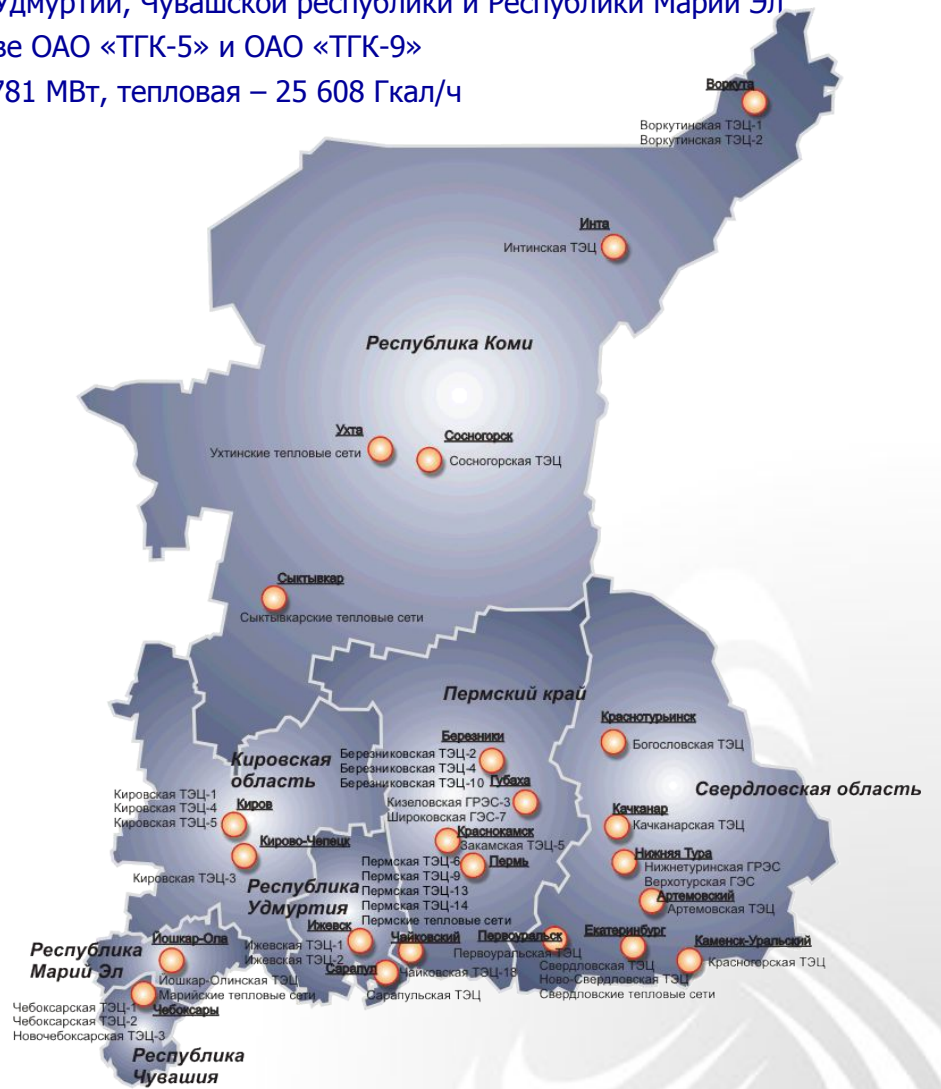 Удмуртии, Чувашской республики и Республики Марий Эл
ве ОАО «ТГК-5» и ОАО «ТГК-9»
781 МВт, тепловая – 25 608 Гкал/ч
Воркута
Воркутинская ТЭЦ-1
Воркутинская ТЭЦ-2
Инта
Интинская ТЭЦ
Республика Коми
Ухта
Ухтинские тепловые сети
Сосногорск
Сосногорская ТЭЦ
Сыктывкар
Сыктывкарские тепловые сети
Пермский край
Березники
Березниковская ТЭЦ-2
Березниковская ТЭЦ-4
Березниковская ТЭЦ-10
Губаха
Кизеловская ГРЭС-3
Широковская ГЭС-7
Краснокамск
Закамская ТЭЦ-5
Пермь
Пермская ТЭЦ-6
Пермская ТЭЦ-9
Пермская ТЭЦ-13
Пермская ТЭЦ-14
Пермские тепловые сети
Чайковский
Чайковская ТЭЦ-18
Кировская
область
Кировская ТЭЦ-1
Кировская ТЭЦ-4
Кировская ТЭЦ-5
Киров
Кирово-Чепецк
Кировская ТЭЦ-3
Республика
Удмуртия
Ижевск
Ижевская ТЭЦ-1
Ижевская ТЭЦ-2
Сарапул
Сарапульская ТЭЦ
Республика
Марий Эл
Йошкар-Ола
Йошкар-Олинская ТЭЦ
Марийские тепловые сети
Чебоксарская ТЭЦ-1
Чебоксарская ТЭЦ-2
Новочебоксарская ТЭЦ-3
Чебоксары
Республика
Чувашия
Свердловская область
Краснотурьинск
Богословская ТЭЦ
Качканар
Качканарская ТЭЦ
Нижняя Тура
Нижнетуринская ГРЭС
Верхотурская ГЭС
Артемовский
Артемовская ТЭЦ
Первоуральск
Первоуральская ТЭЦ
Екатеринбург
Свердловская ТЭЦ
Ново-Свердловская ТЭЦ
Свердловские тепловые сети
Каменск-Уральский
Красногорская ТЭЦ